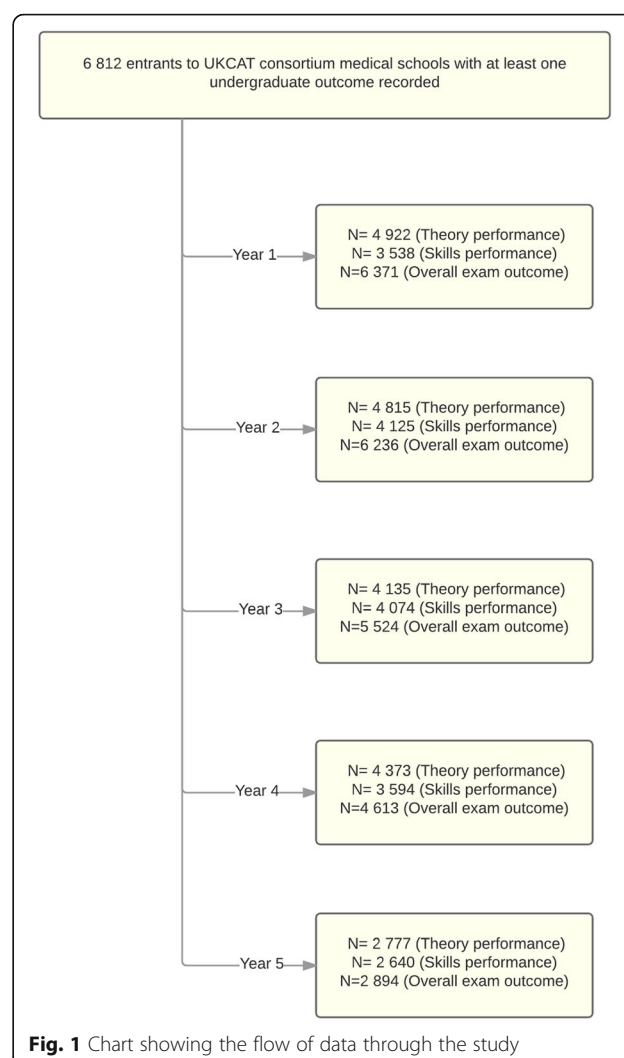 6 812 entrants to UKCAT consortium medical schools with at least one
undergraduate outcome recorded
Year 1
N= 4 922 (Theory performance)
N= 3 538 (Skills performance)
N=6 371 (Overall exam outcome)
Year 2
N= 4 815 (Theory performance)
N= 4 125 (Skills performance)
N=6 236 (Overall exam outcome)
Year 3
N= 4 135 (Theory performance)
N= 4 074 (Skills performance)
N=5 524 (Overall exam outcome)
Year 4
N= 4 373 (Theory performance)
N= 3 594 (Skills performance)
N=4 613 (Overall exam outcome)
Year 5
N= 2 777 (Theory performance)
N= 2 640 (Skills performance)
N=2 894 (Overall exam outcome)
Fig. 1 Chart showing the flow of data through the study